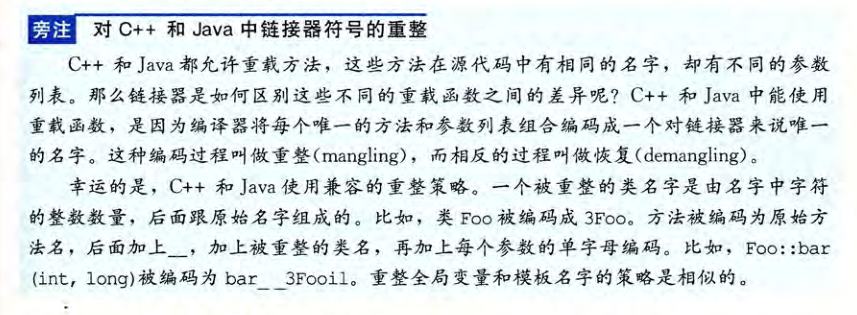 旁注 对 C++ 和 Java 中链接器符号的重整
C++ 和 Java 都允许重载方法，这些方法在源代码中有相同的名字，却有不同的参数
列表。那么链接器是如何区别这些不同的重载函数之间的差异呢？C++ 和 Java 中能使用
重载函数，是因为编译器将每个唯一的方法和参数列表组合编码成一个对链接器来说唯一
的名字。这种编码过程叫做重整(mangling)，而相反的过程叫做恢复(demangling)。
幸运的是，C++ 和 Java 使用兼容的重整策略。一个被重整的类名字是由名字中字符
的整数数量，后面跟原始名字组成的。比如，类 Foo 被编码成 3Foo。方法被编码为原始方
法名，后面加上__，加上被重整的类名，再加上每个参数的单字母编码。比如，Foo::bar
(int, long)被编码为 bar__3Fooil。重整全局变量和模板名字的策略是相似的。